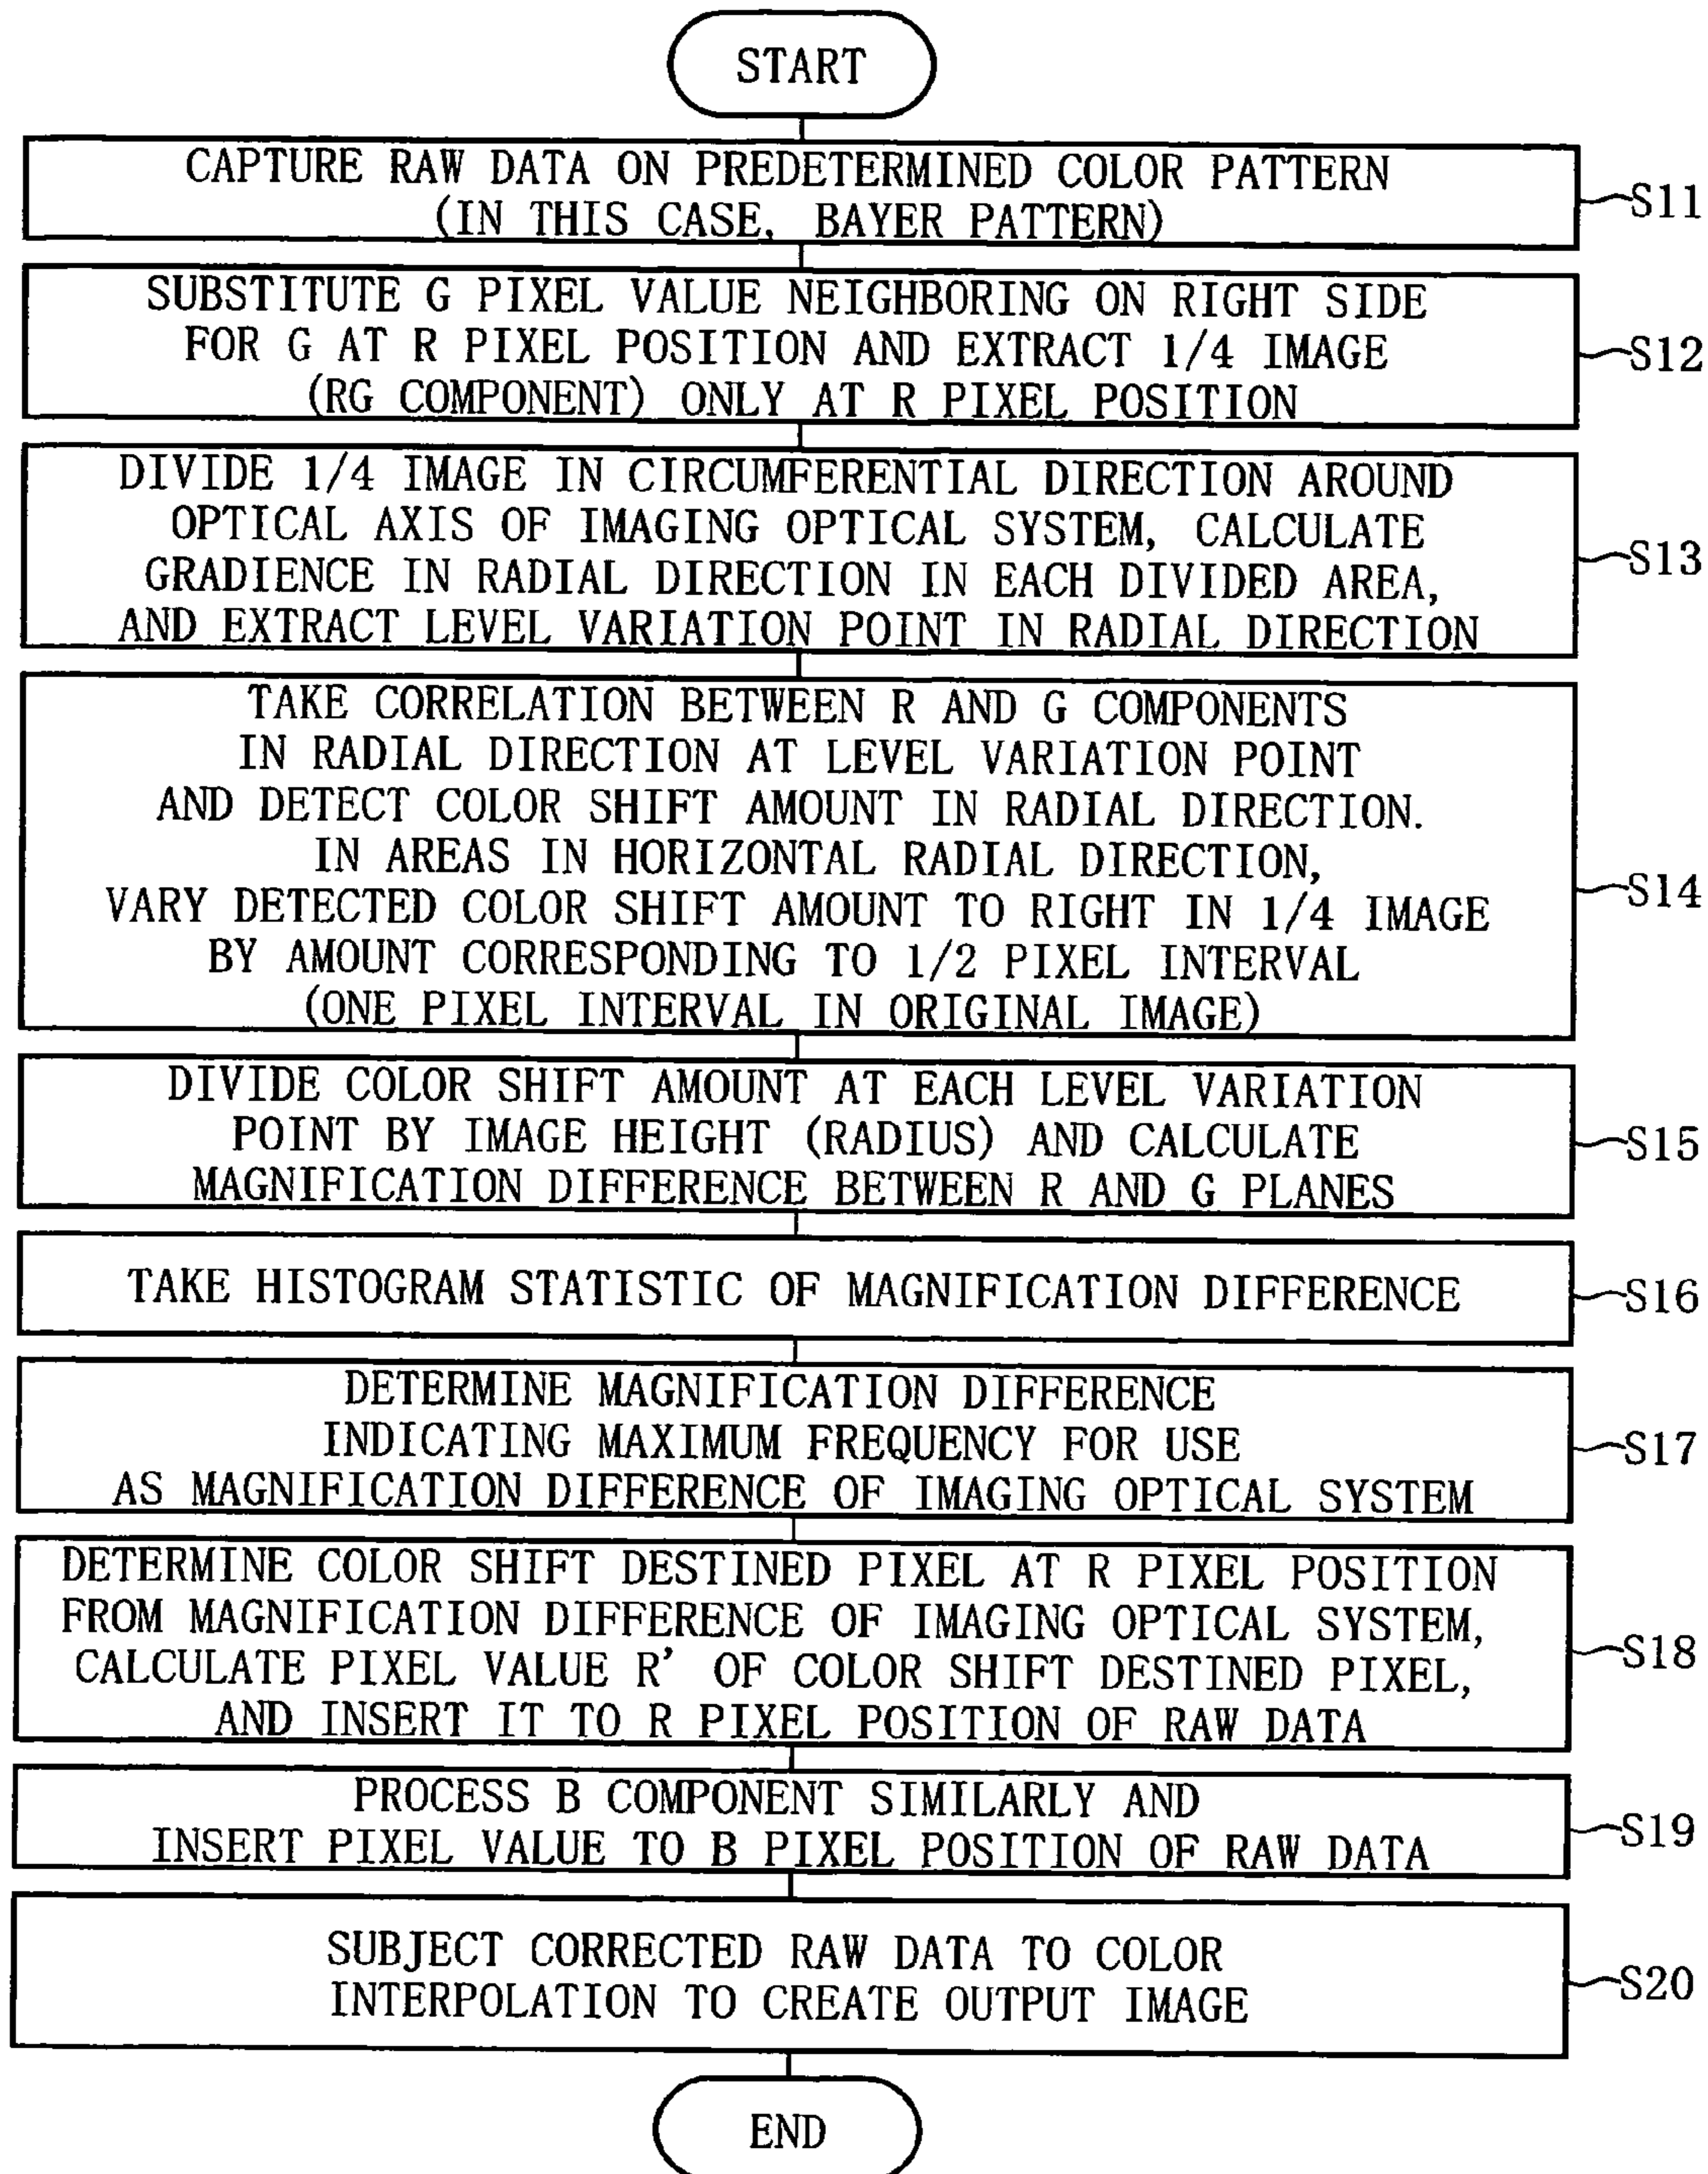 START
CAPTURE RAW DATA ON PREDETERMINED COLOR PATTERN
(IN THIS CASE, BAYER PATTERN)
S11
SUBSTITUTE G PIXEL VALUE NEIGHBORING ON RIGHT SIDE
FOR G AT R PIXEL POSITION AND EXTRACT 1/4 IMAGE
(RG COMPONENT) ONLY AT R PIXEL POSITION
S12
DIVIDE 1/4 IMAGE IN CIRCUMFERENTIAL DIRECTION AROUND
OPTICAL AXIS OF IMAGING OPTICAL SYSTEM, CALCULATE
GRADIENCE IN RADIAL DIRECTION IN EACH DIVIDED AREA,
AND EXTRACT LEVEL VARIATION POINT IN RADIAL DIRECTION
S13
TAKE CORRELATION BETWEEN R AND G COMPONENTS
IN RADIAL DIRECTION AT LEVEL VARIATION POINT
AND DETECT COLOR SHIFT AMOUNT IN RADIAL DIRECTION.
IN AREAS IN HORIZONTAL RADIAL DIRECTION,
VARY DETECTED COLOR SHIFT AMOUNT TO RIGHT IN 1/4 IMAGE
BY AMOUNT CORRESPONDING TO 1/2 PIXEL INTERVAL
(ONE PIXEL INTERVAL IN ORIGINAL IMAGE)
S14
DIVIDE COLOR SHIFT AMOUNT AT EACH LEVEL VARIATION
POINT BY IMAGE HEIGHT (RADIUS) AND CALCULATE
MAGNIFICATION DIFFERENCE BETWEEN R AND G PLANES
S15
TAKE HISTOGRAM STATISTIC OF MAGNIFICATION DIFFERENCE
S16
DETERMINE MAGNIFICATION DIFFERENCE
INDICATING MAXIMUM FREQUENCY FOR USE
AS MAGNIFICATION DIFFERENCE OF IMAGING OPTICAL SYSTEM
S17
DETERMINE COLOR SHIFT DESTINED PIXEL AT R PIXEL POSITION
FROM MAGNIFICATION DIFFERENCE OF IMAGING OPTICAL SYSTEM,
CALCULATE PIXEL VALUE R' OF COLOR SHIFT DESTINED PIXEL,
AND INSERT IT TO R PIXEL POSITION OF RAW DATA
S18
PROCESS B COMPONENT SIMILARLY AND
INSERT PIXEL VALUE TO B PIXEL POSITION OF RAW DATA
S19
SUBJECT CORRECTED RAW DATA TO COLOR
INTERPOLATION TO CREATE OUTPUT IMAGE
S20
END